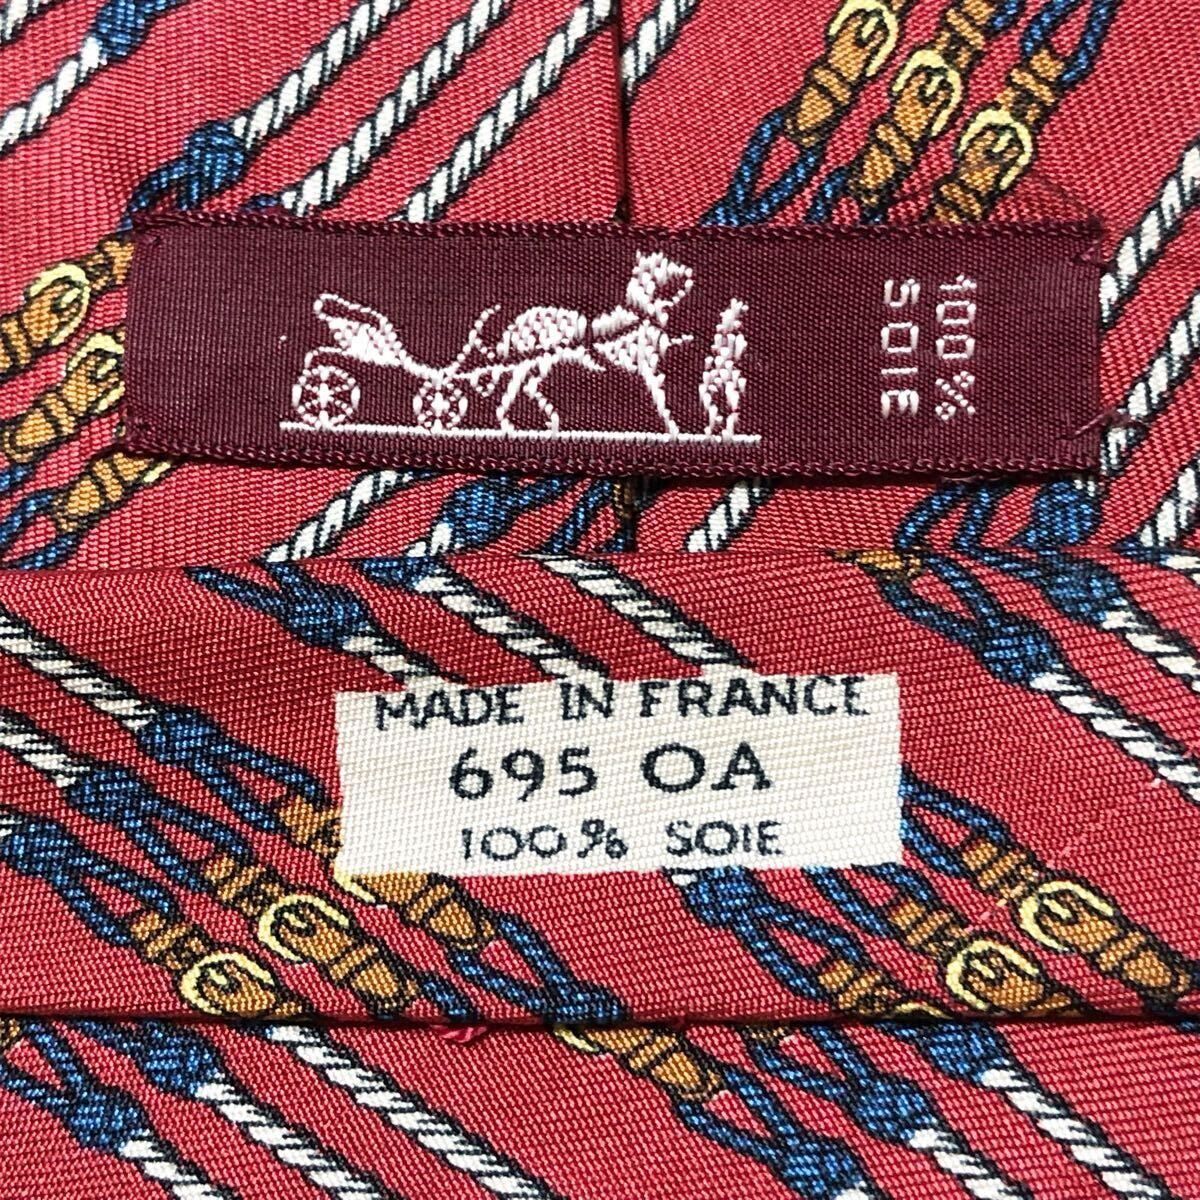 100%
SOIE
MADE IN FRANCE
695 OA
100% SOIE